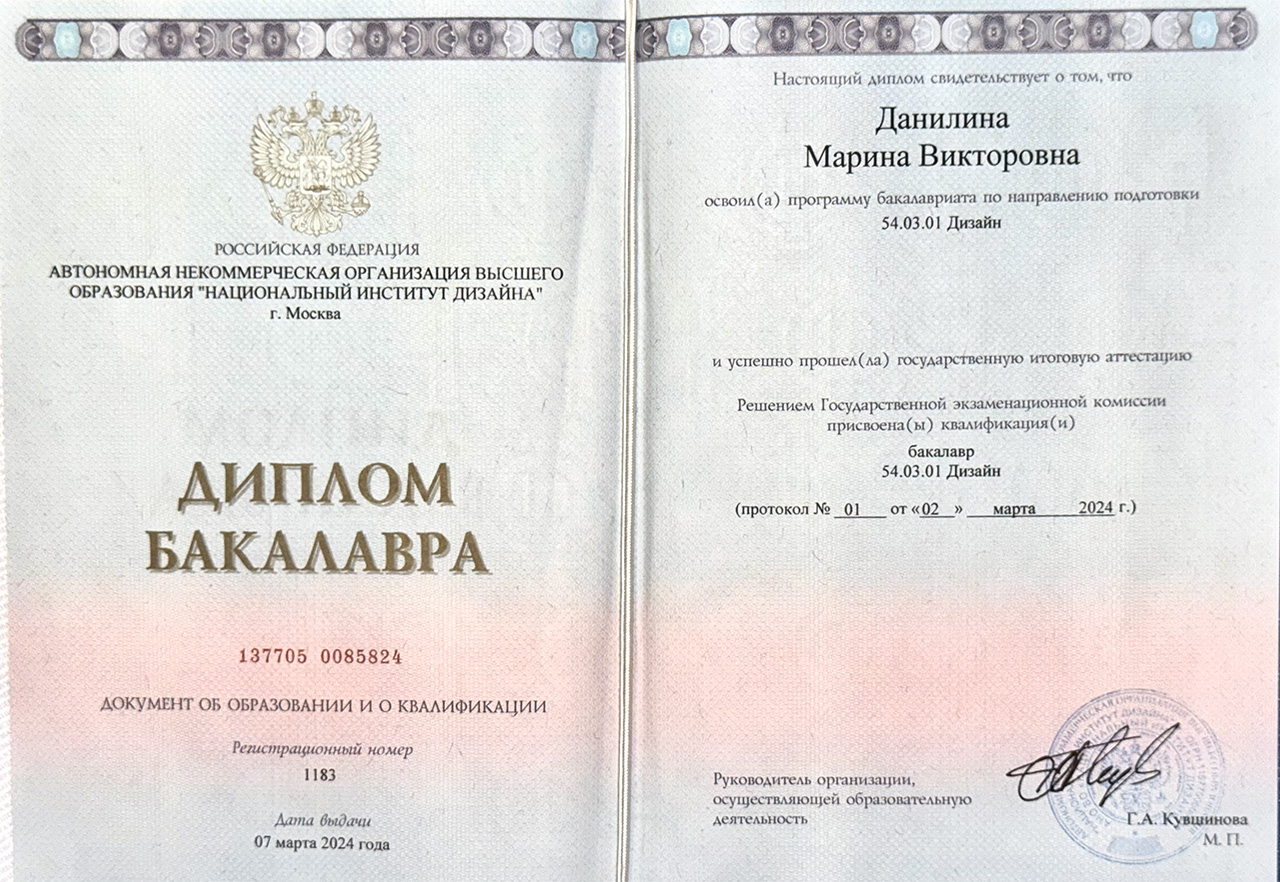 РОССИЙСКАЯ ФЕДЕРАЦИЯ
АВТОНОМНАЯ НЕКОММЕРЧЕСКАЯ ОРГАНИЗАЦИЯ ВЫСШЕГО
ОБРАЗОВАНИЯ "НАЦИОНАЛЬНЫЙ ИНСТИТУТ ДИЗАЙНА"
г. Москва
ДИПЛОМ
БАКАЛАВРА
137705 0085824
ДОКУМЕНТ ОБ ОБРАЗОВАНИИ И О КВАЛИФИКАЦИИ
Регистрационный номер
1183
Дата выдачи
07 марта 2024 года
Настоящий диплом свидетельствует о том, что
Данилина
Марина Викторовна
освоил(а) программу бакалавриата по направлению подготовки
54.03.01 Дизайн
и успешно прошел(ла) государственную итоговую аттестацию
Решением Государственной экзаменационной комиссии
присвоена(ы) квалификация(и)
бакалавр
54.03.01 Дизайн
(протокол № 01 от «02 » марта 2024 г.)
Руководитель организации,
осуществляющей образовательную
деятельность
Г.А. Кувшинова
М. П.